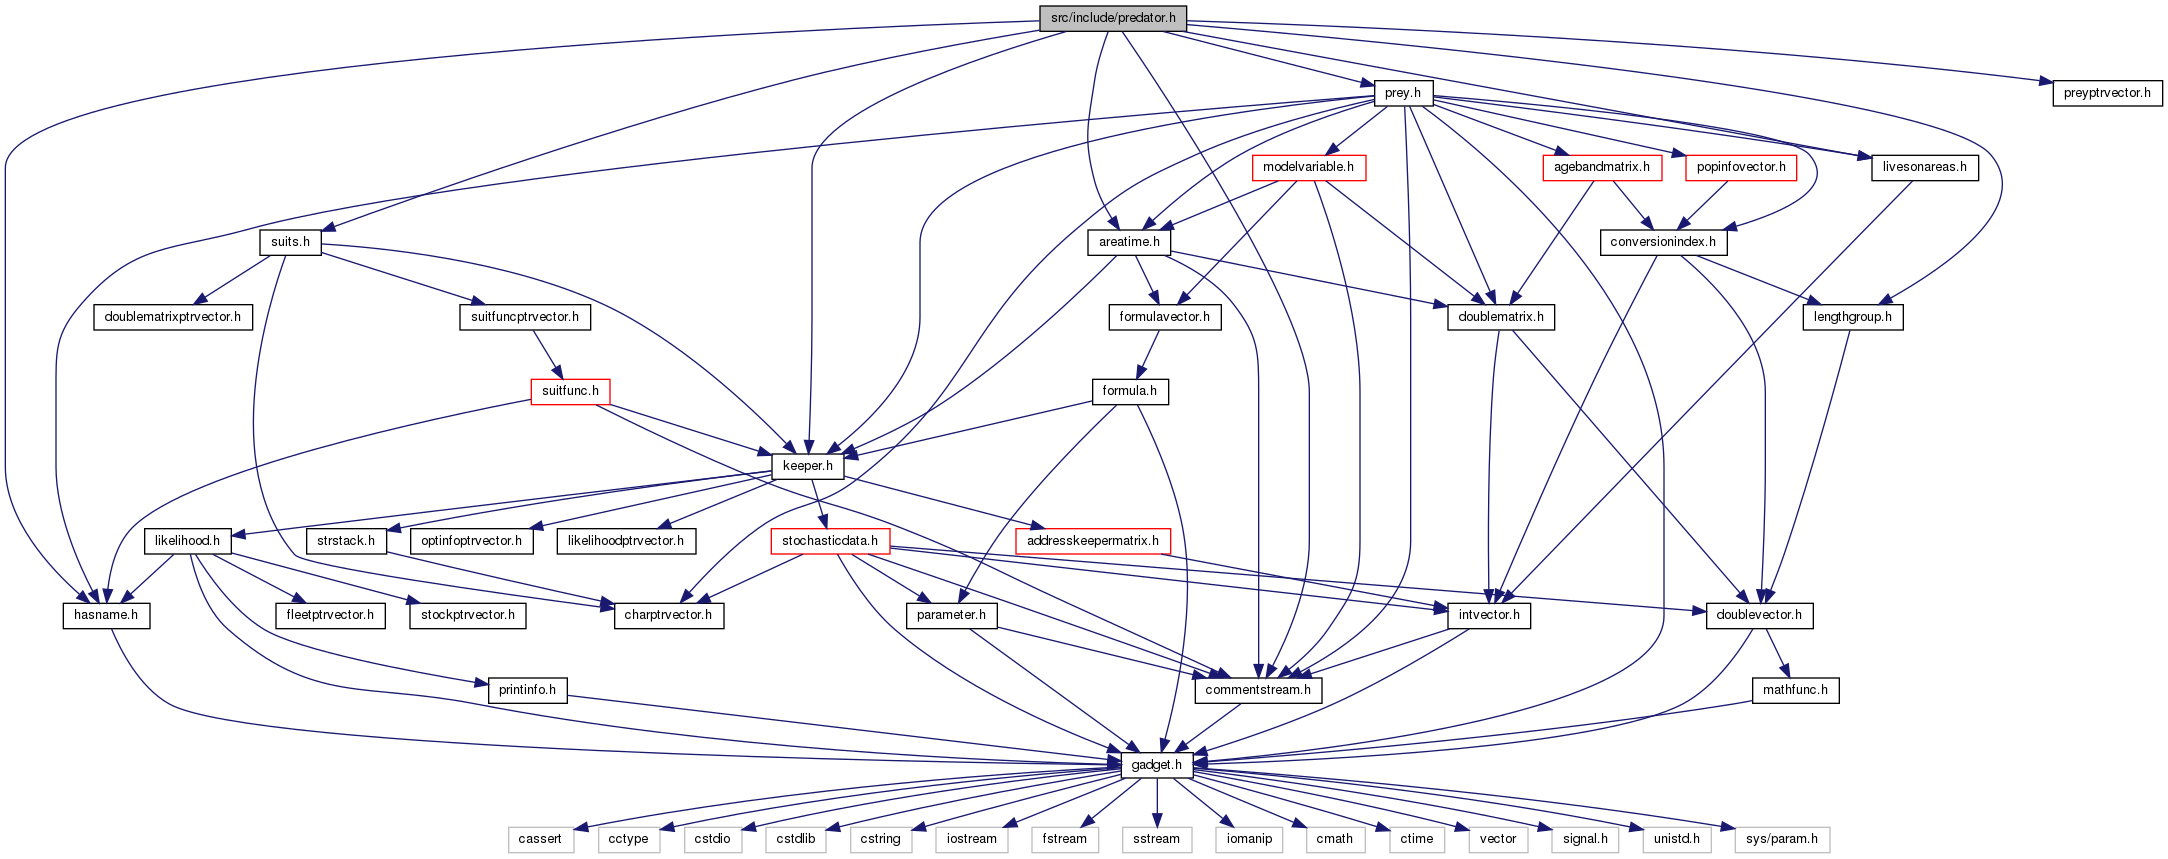 src/include/predator.h
prey.h
preyptrvector.h
modelvariable.h
agebandmatrix.h
popinfovector.h
livesonareas.h
suits.h
areatime.h
conversionindex.h
doublematrixptrvector.h
suitfuncptrvector.h
formulavector.h
doublematrix.h
lengthgroup.h
suitfunc.h
formula.h
keeper.h
likelihood.h
strstack.h
optinfoptrvector.h
likelihoodptrvector.h
stochasticdata.h
addresskeepermatrix.h
hasname.h
fleetptrvector.h
stockptrvector.h
charptrvector.h
parameter.h
intvector.h
doublevector.h
printinfo.h
commentstream.h
mathfunc.h
gadget.h
cassert
cctype
cstdio
cstdlib
cstring
iostream
fstream
sstream
iomanip
cmath
ctime
vector
signal.h
unistd.h
sys/param.h